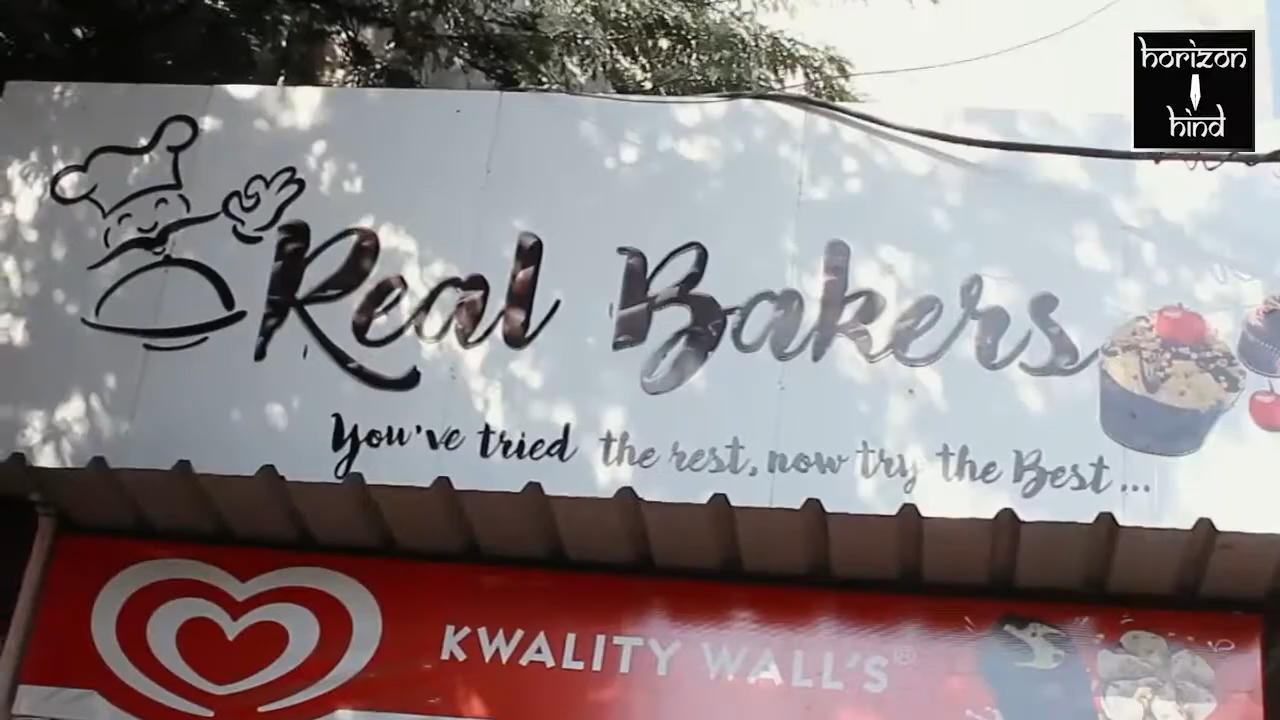 horizon
hind
Real Bakers
You've tried the rest, now try the Best...
KWALITY WALL'S®